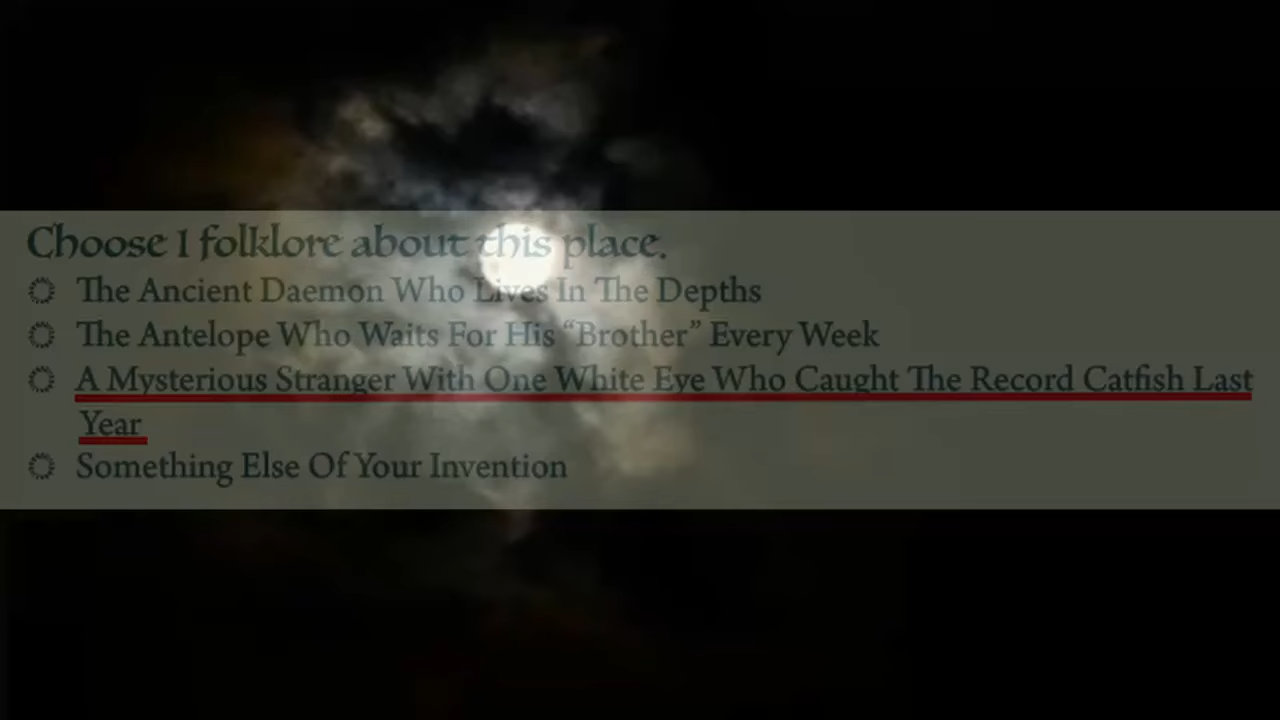 Choose 1 folklore about this place.
The Ancient Daemon Who Lives In The Depths
The Antelope Who Waits For His “Brother” Every Week
A Mysterious Stranger With One White Eye Who Caught The Record Catfish Last
Year
Something Else Of Your Invention